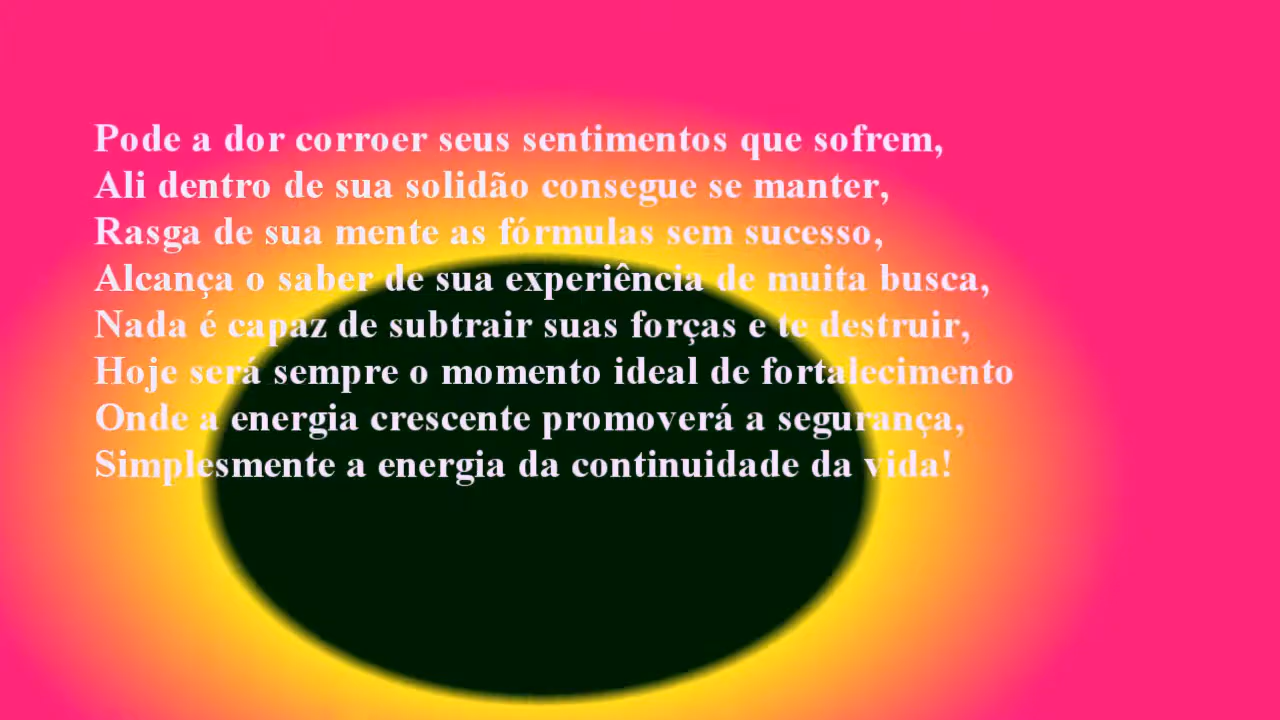 Pode a dor corroer seus sentimentos que sofrem,
Ali dentro de sua solidão consegue se manter,
Rasga de sua mente as fórmulas sem sucesso,
Alcança o saber de sua experiência de muita busca,
Nada é capaz de subtrair suas forças e te destruir,
Hoje será sempre o momento ideal de fortalecimento
Onde a energia crescente promoverá a segurança,
Simplesmente a energia da continuidade da vida!